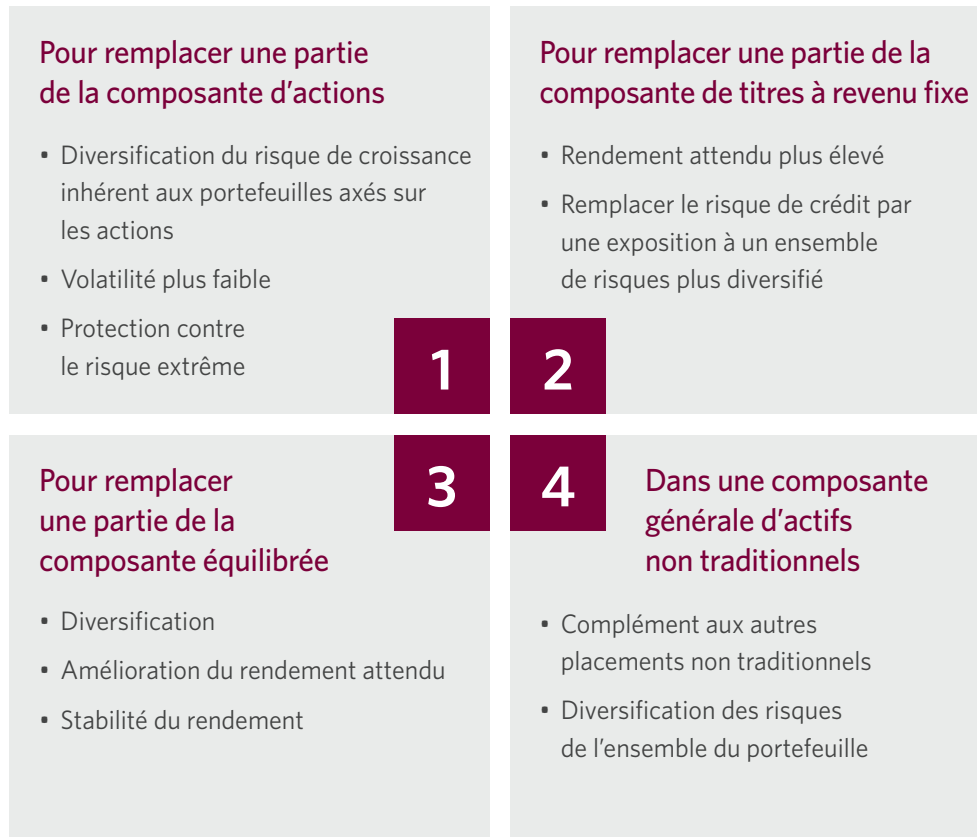 Pour remplacer une partie
de la composante d'actions
• Diversification du risque de croissance
inhérent aux portefeuilles axés sur
les actions
• Volatilité plus faible
• Protection contre
le risque extrême
1
Pour remplacer une partie de la
composante de titres à revenu fixe
• Rendement attendu plus élevé
• Remplacer le risque de crédit par
une exposition à un ensemble
de risques plus diversifié
2
Pour remplacer
une partie de la
composante équilibrée
• Diversification
• Amélioration du rendement attendu
• Stabilité du rendement
3
4
Dans une composante
générale d'actifs
non traditionnels
• Complément aux autres
placements non traditionnels
• Diversification des risques
de l'ensemble du portefeuille